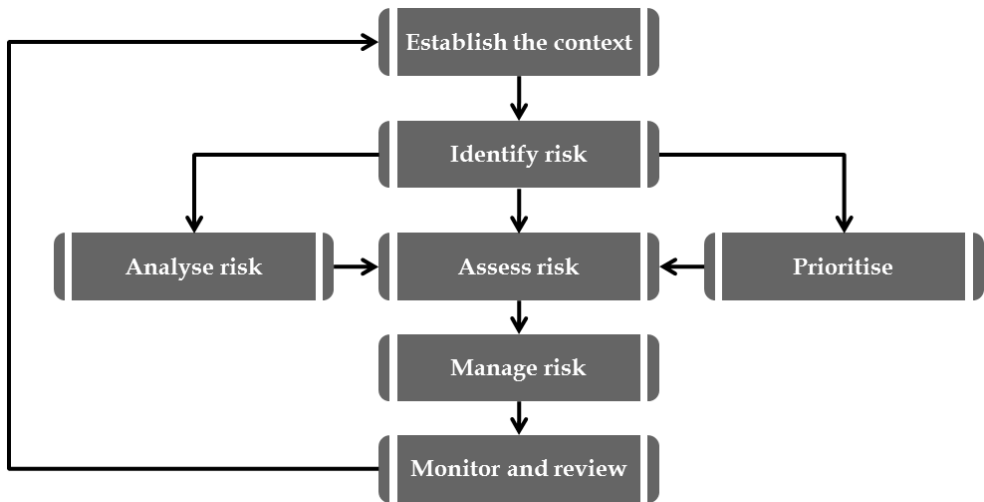 Establish the context
Identify risk
Analyse risk
Assess risk
Prioritise
Manage risk
Monitor and review